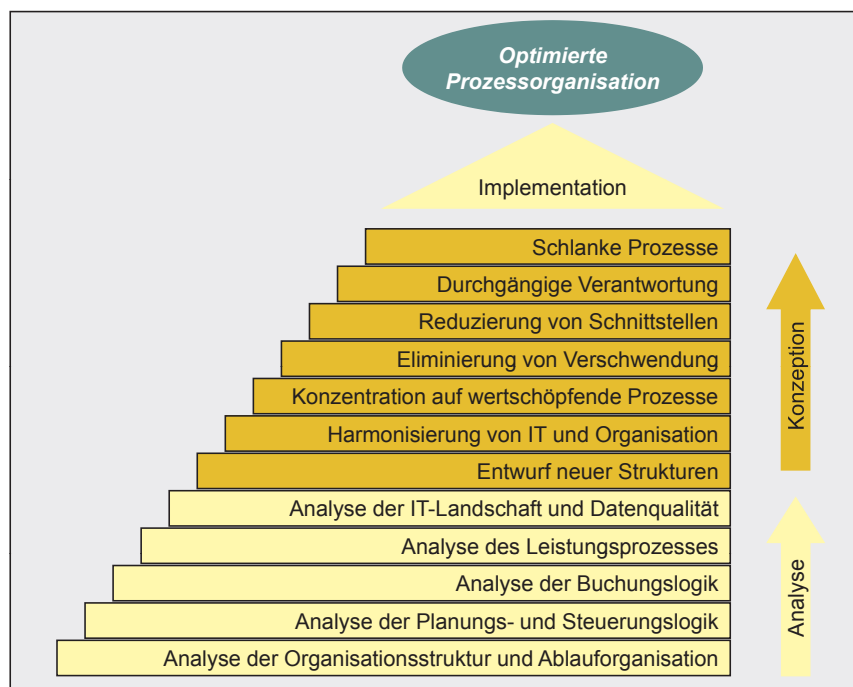 Optimierte
Prozessorganisation
Implementation
Schlanke Prozesse
Durchgängige Verantwortung
Reduzierung von Schnittstellen
Eliminierung von Verschwendung
Konzentration auf wertschöpfende Prozesse
Harmonisierung von IT und Organisation
Entwurf neuer Strukturen
Konzeption
Analyse der IT-Landschaft und Datenqualität
Analyse des Leistungsprozesses
Analyse der Buchungslogik
Analyse der Planungs- und Steuerungslogik
Analyse der Organisationsstruktur und Ablauforganisation
Analyse